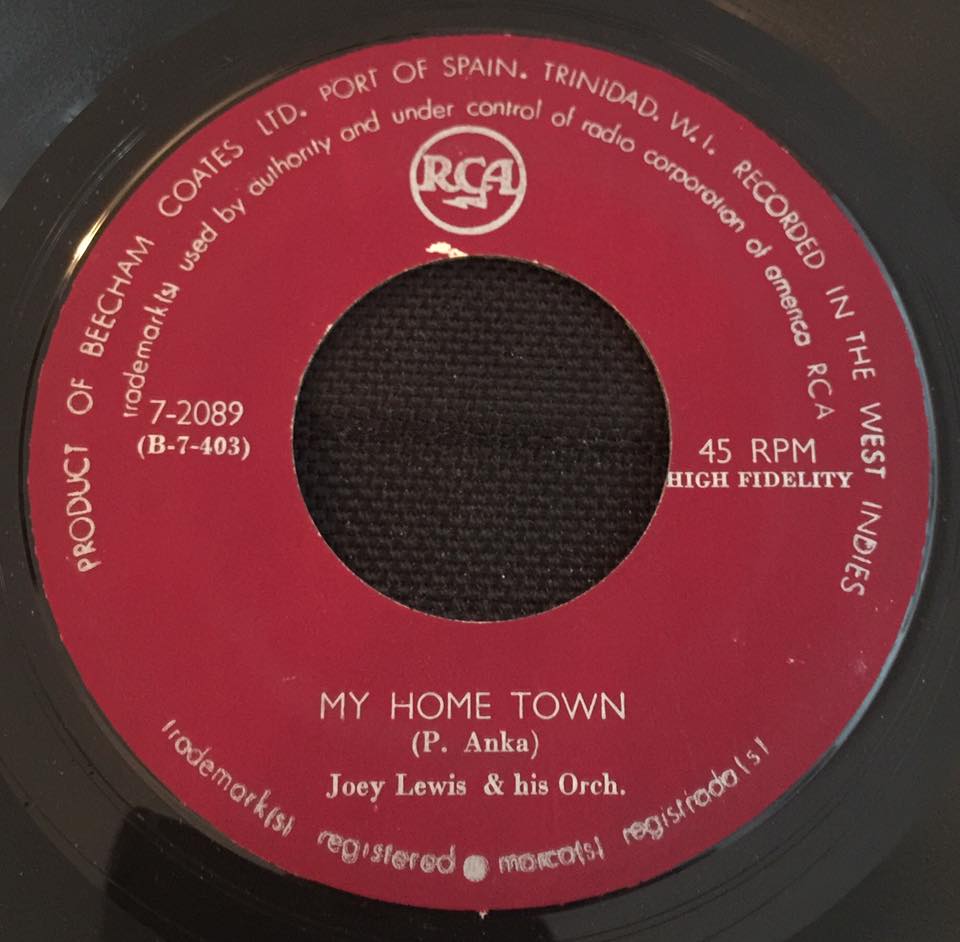 PRODUCT OF BEECHAM COATES LTD. PORT OF SPAIN. TRINIDAD. W.I. RECORDED IN THE WEST INDIES
trademark(s) used by authority and under control of radio corporation of america RCA
RCA
7-2089
(B-7-403)
45 RPM
HIGH FIDELITY
MY HOME TOWN
(P. Anka)
Joey Lewis & his Orch.
trademark(s) registered ● marca(s) registrada(s)